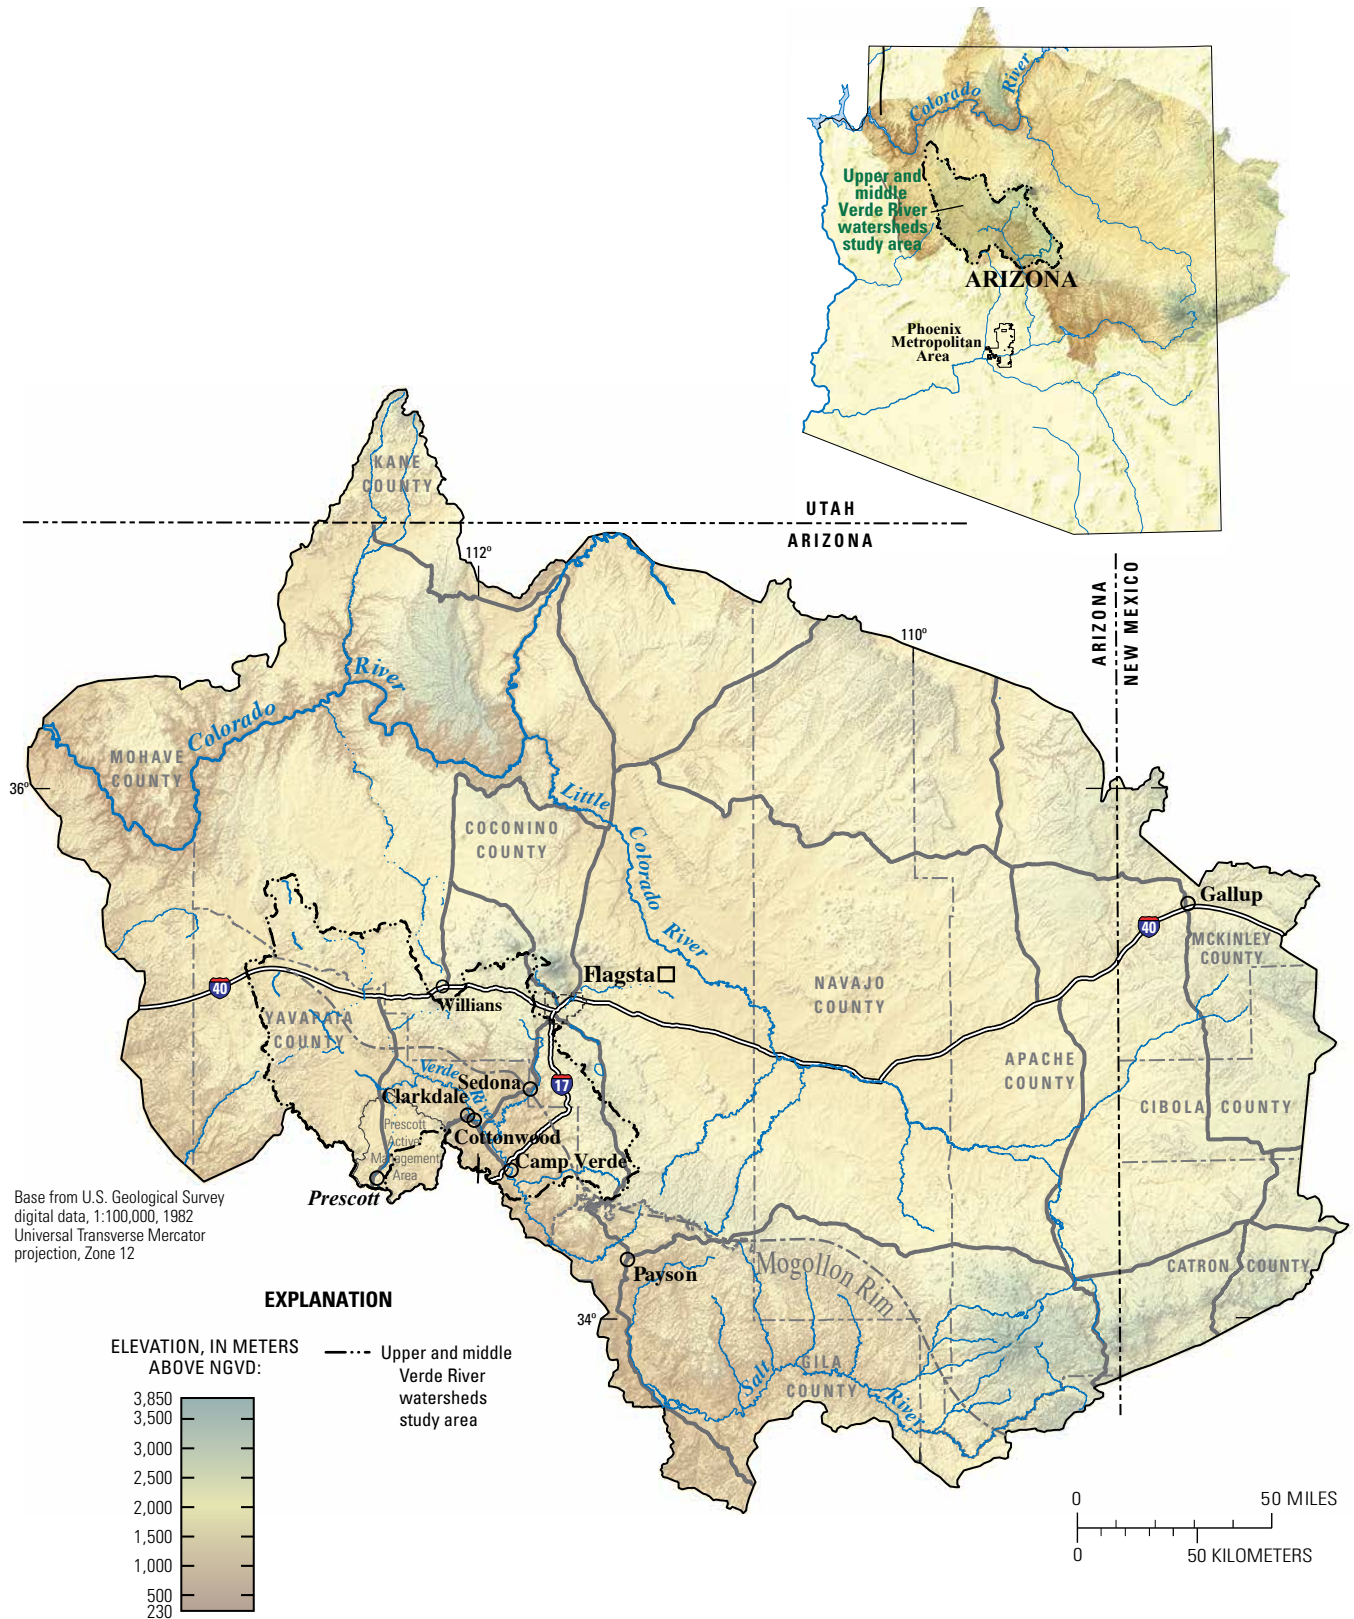 Colorado
River
Upper and
middle
Verde River
watersheds
study area
ARIZONA
Phoenix
Metropolitan
Area
KANE
COUNTY
UTAH
ARIZONA
112º
ARIZONA
NEW MEXICO
110º
River
Colorado
MOHAVE
COUNTY
36º
Little
Colorado
River
COCONINO
COUNTY
Gallup
40
MCKINLEY
COUNTY
Flagsta
NAVAJO
COUNTY
40
Willians
YAVAPAIA
COUNTY
APACHE
COUNTY
Verde
River
Sedona
17
Clarkdale
CIBOLA COUNTY
Prescott
Active
Management
Area
Cottonwood
Camp Verde
Prescott
Base from U.S. Geological Survey
digital data, 1:100,000, 1982
Universal Transverse Mercator
projection, Zone 12
Payson
Mogollon Rim
CATRON COUNTY
34º
GILA
COUNTY
Salt
River
EXPLANATION
ELEVATION, IN METERS
ABOVE NGVD:
3,850
3,500
3,000
2,500
2,000
1,500
1,000
500
230
Upper and middle
Verde River
watersheds
study area
0 50 MILES
0 50 KILOMETERS